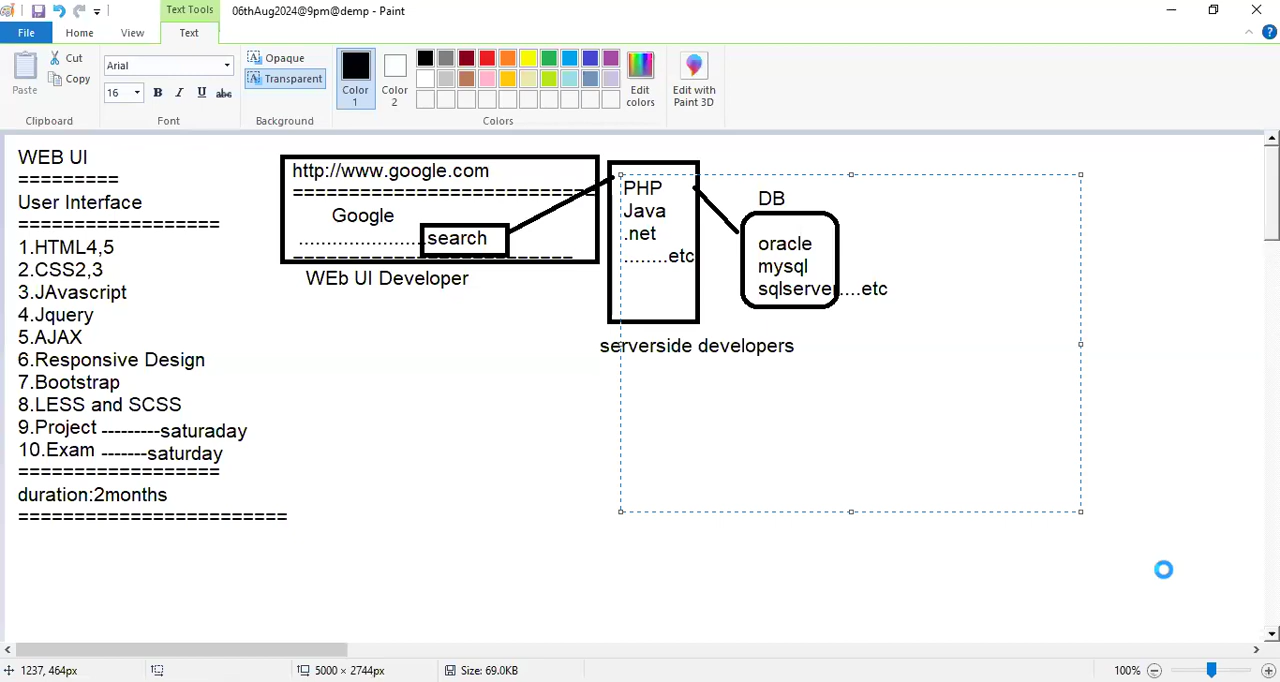 Text Tools
06thAug2024@9pm@demp - Paint
File
Home
View
Text
Paste
Cut
Copy
Clipboard
Arial
16
B
I
U
abc
Font
Opaque
Transparent
Background
Color
1
Color
2
Edit
colors
Colors
Edit with
Paint 3D
WEB UI
=========
User Interface
==================
1.HTML4,5
2.CSS2,3
3.JAvascript
4.Jquery
5.AJAX
6.Responsive Design
7.Bootstrap
8.LESS and SCSS
9.Project ---------saturaday
10.Exam -------saturday
==================
duration:2months
========================
http://www.google.com
===========================
Google
.......................search
=========================
WEb UI Developer
PHP
Java
.net
........etc
serverside developers
DB
oracle
mysql
sqlserver....etc
1237, 464px
5000 × 2744px
Size: 69.0KB
100%